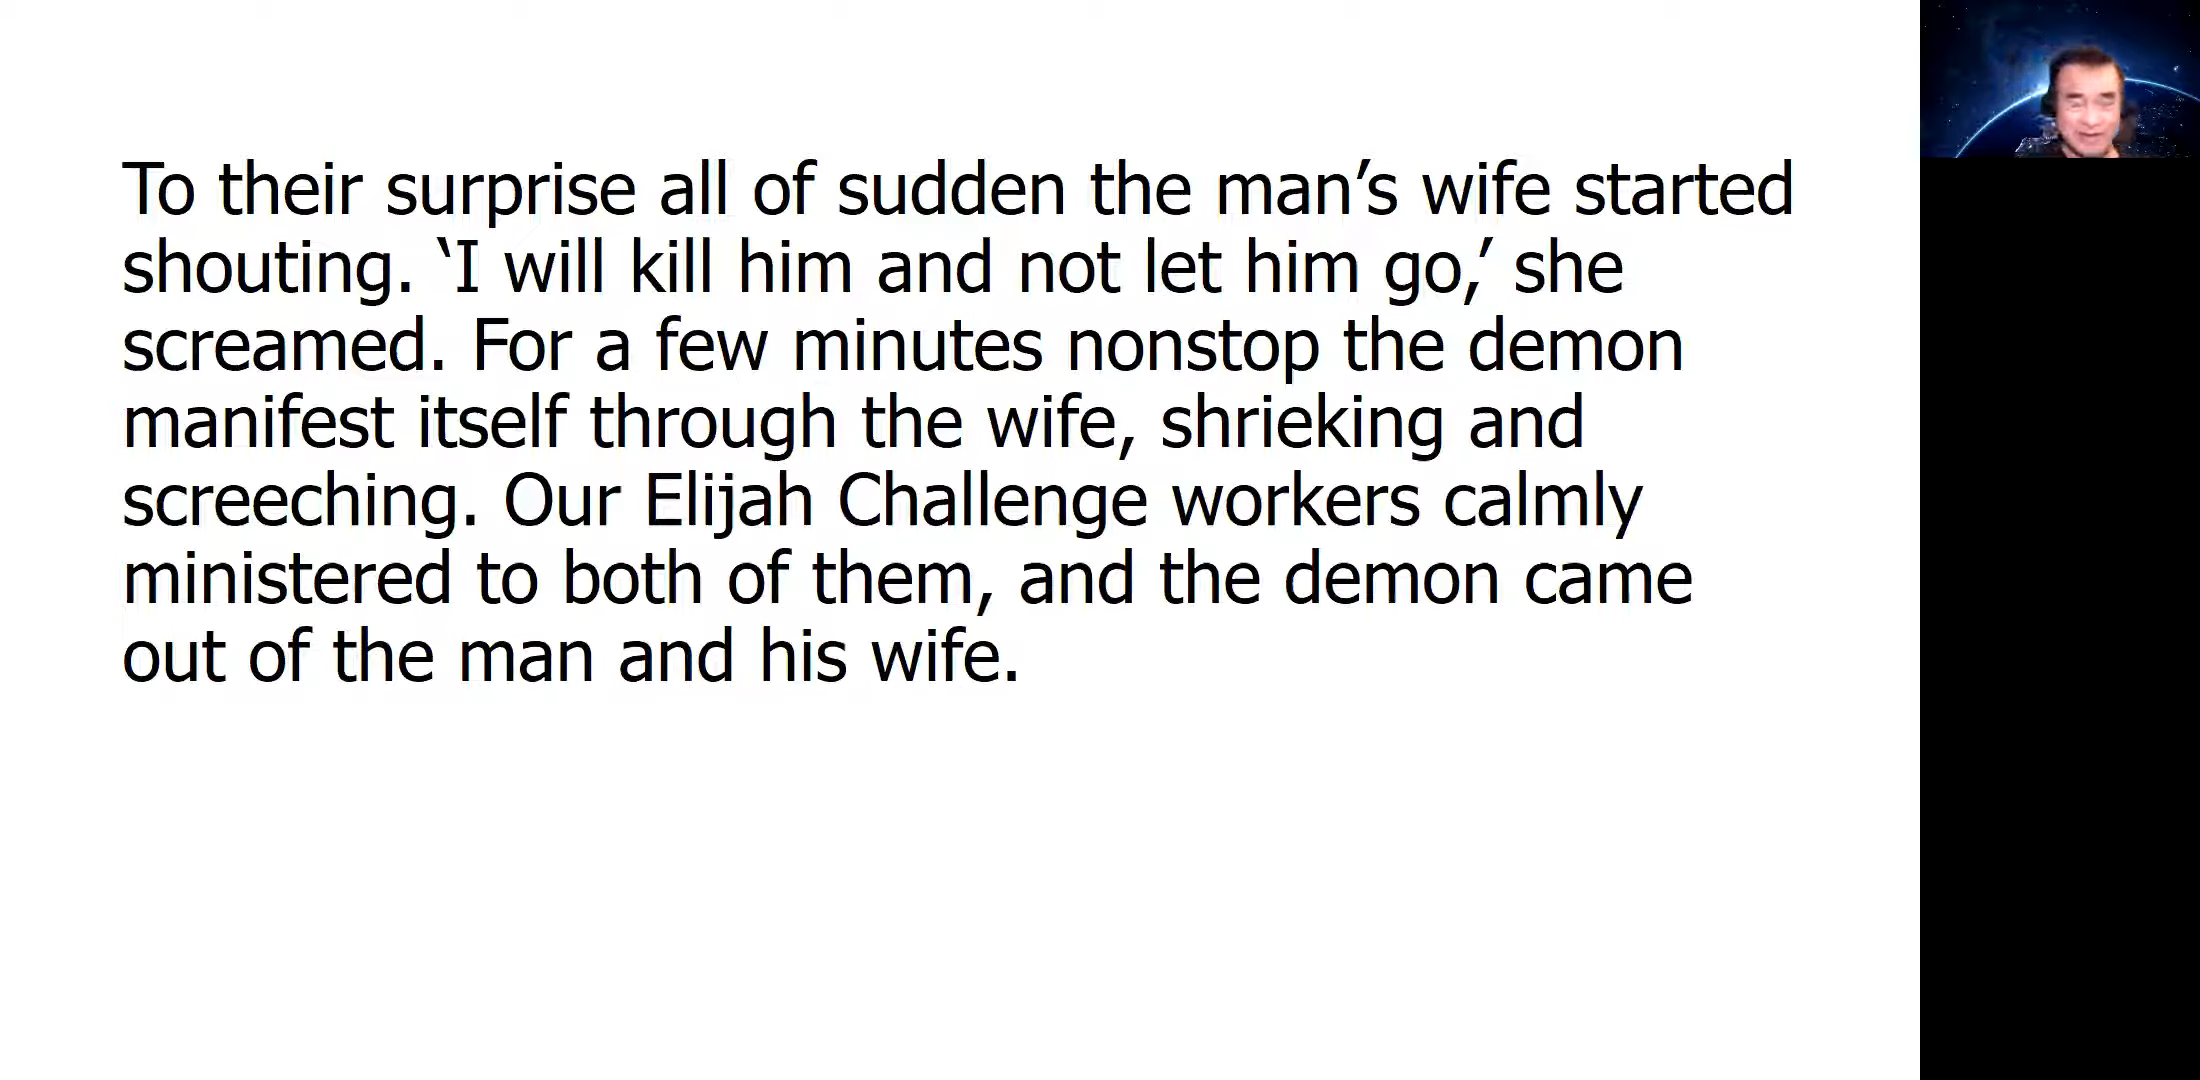 To their surprise all of sudden the man’s wife started
shouting. ‘I will kill him and not let him go,’ she
screamed. For a few minutes nonstop the demon
manifest itself through the wife, shrieking and
screeching. Our Elijah Challenge workers calmly
ministered to both of them, and the demon came
out of the man and his wife.